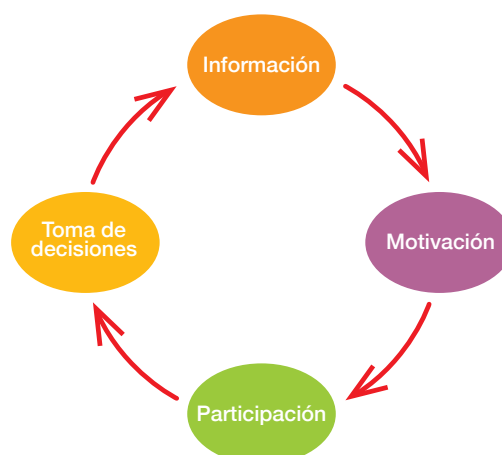 Información
Motivación
Participación
Toma de
decisiones